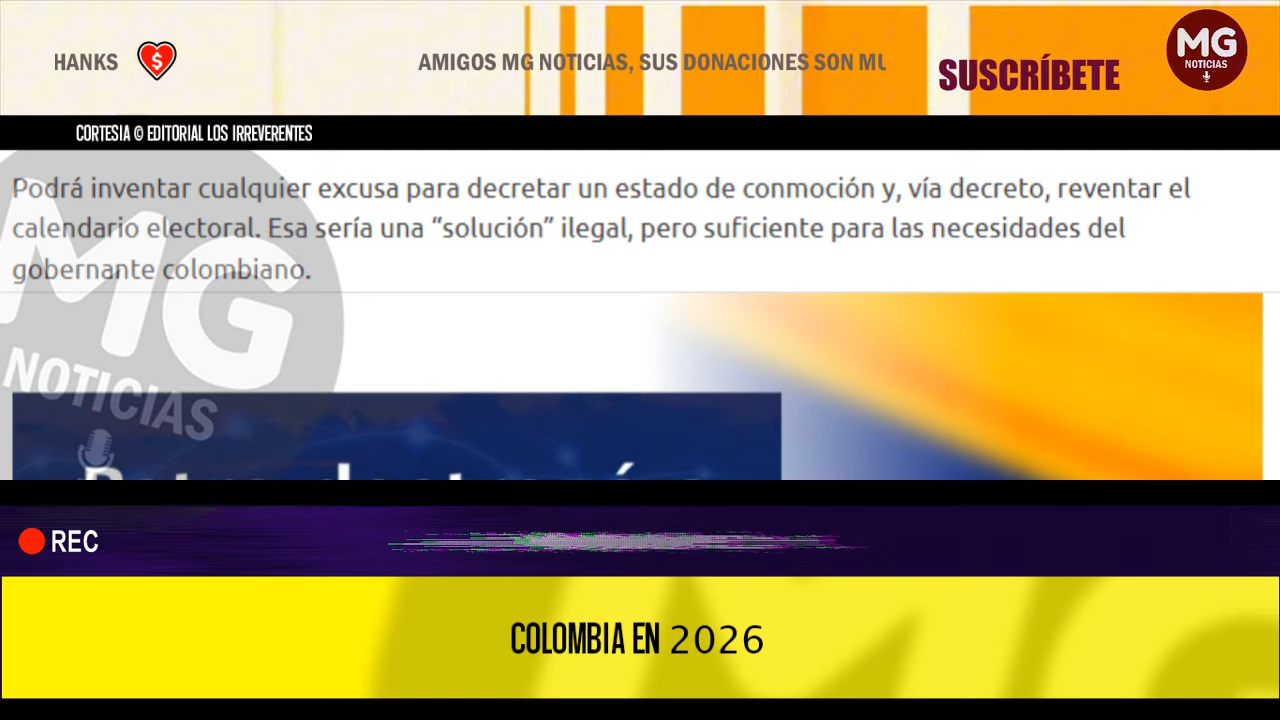 HANKS
AMIGOS MG NOTICIAS, SUS DONACIONES SON
SUSCRÍBETE
MG
NOTICIAS
CORTESIA © EDITORIAL LOS IRREVERENTES
Podrá inventar cualquier excusa para decretar un estado de conmoción y, vía decreto, reventar el
calendario electoral. Esa sería una “solución” ilegal, pero suficiente para las necesidades del
gobernante colombiano.
MG
NOTICIAS
REC
COLOMBIA EN 2026